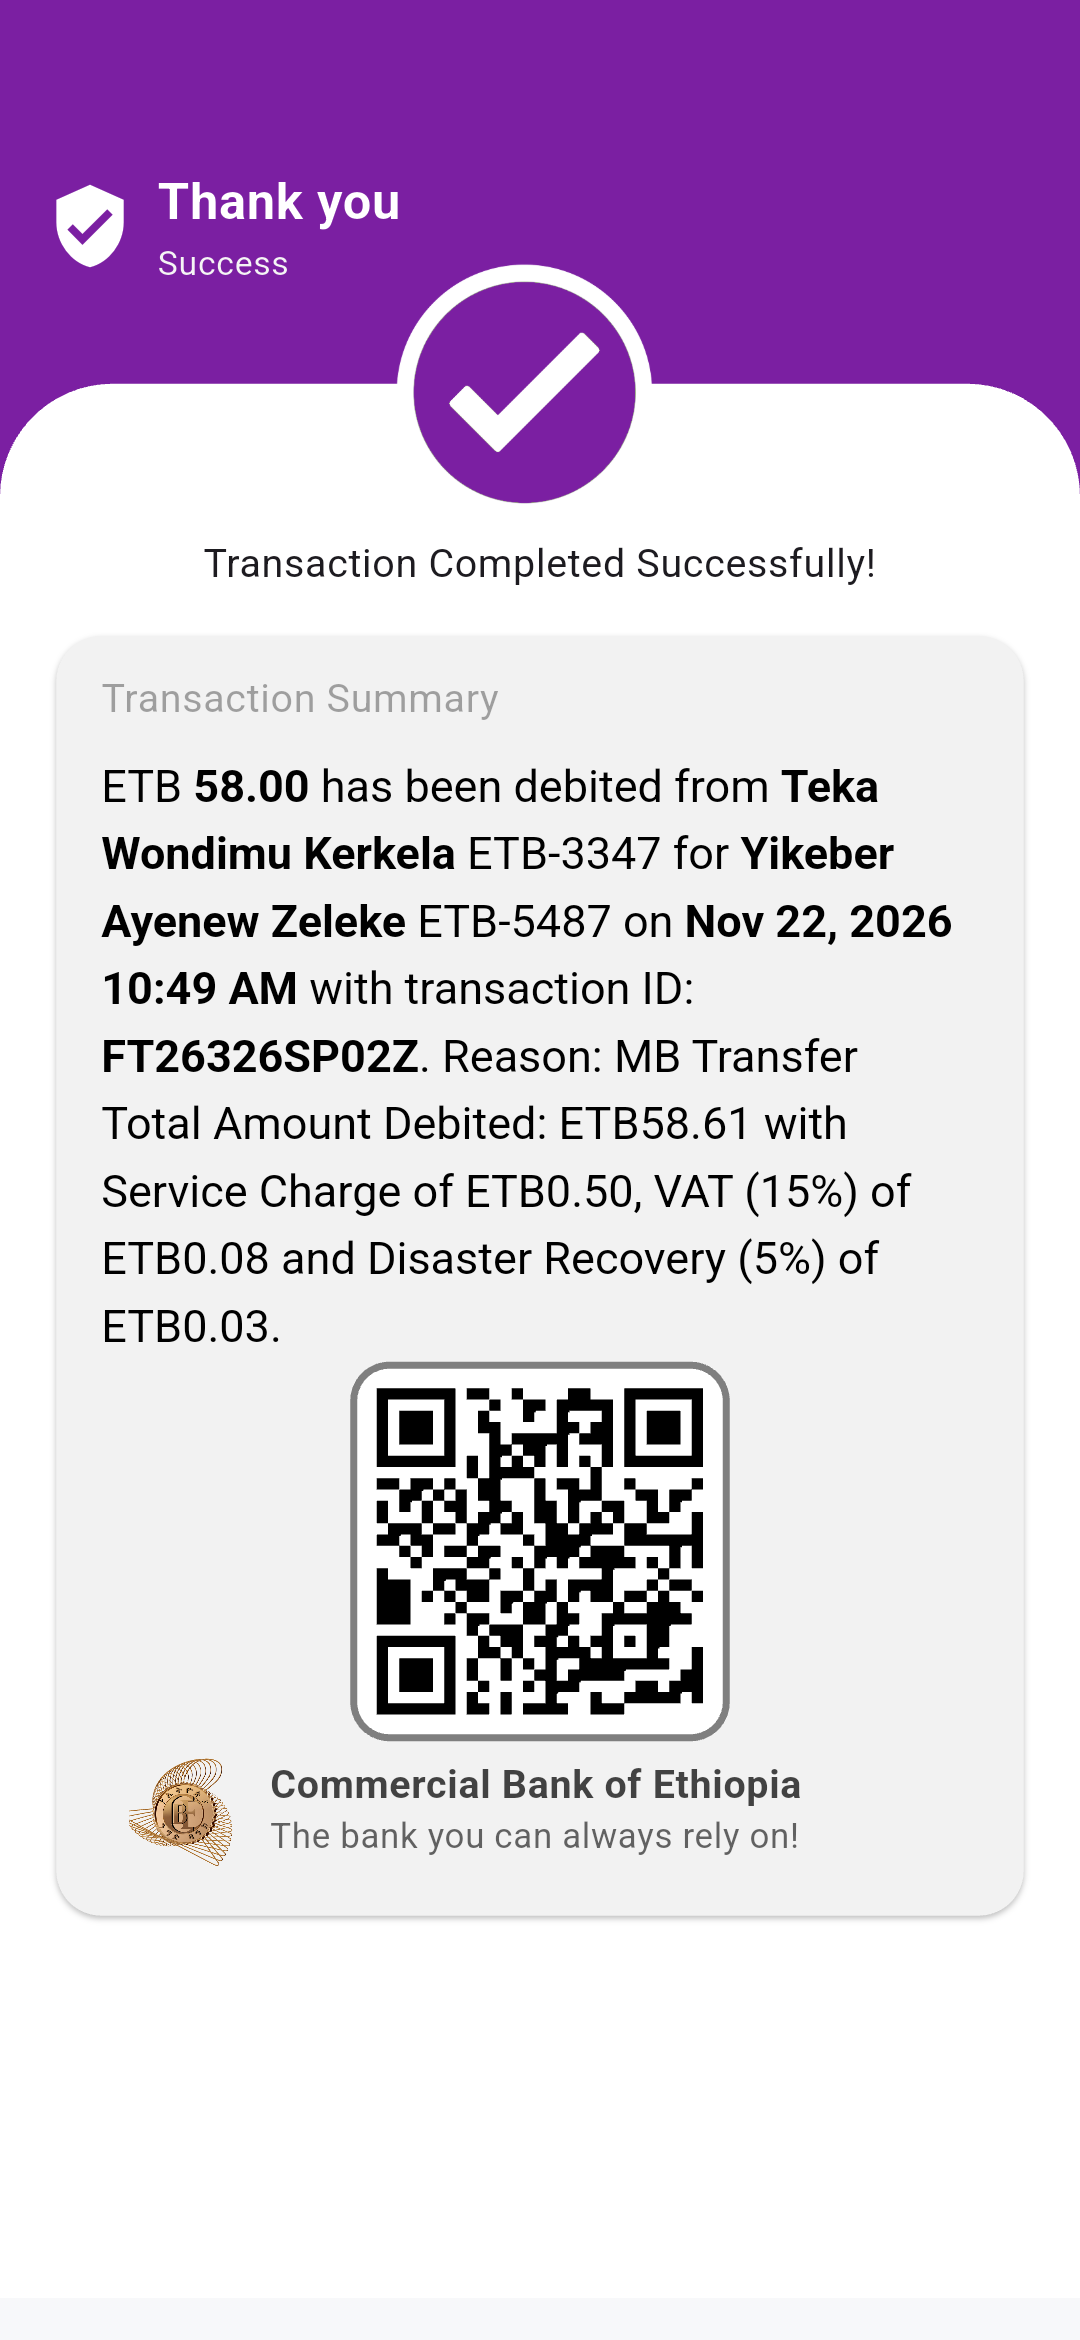 Thank you
Success
Transaction Completed Successfully!
Transaction Summary
ETB 58.00 has been debited from Teka
Wondimu Kerkela ETB-3347 for Yikeber
Ayenew Zeleke ETB-5487 on Nov 22, 2026
10:49 AM with transaction ID:
FT26326SP02Z. Reason: MB Transfer
Total Amount Debited: ETB58.61 with
Service Charge of ETB0.50, VAT (15%) of
ETB0.08 and Disaster Recovery (5%) of
ETB0.03.
Commercial Bank of Ethiopia
The bank you can always rely on!